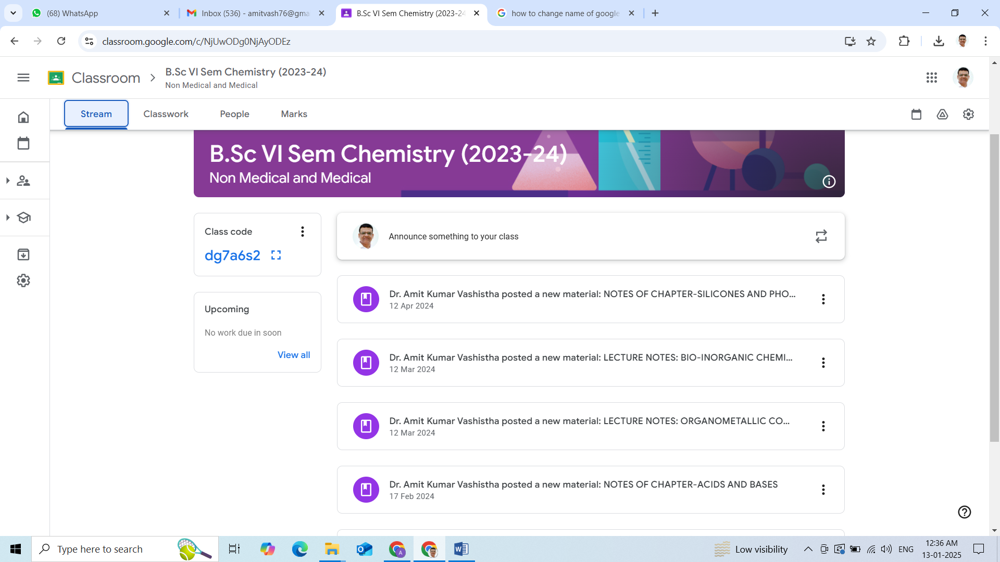 (68) WhatsApp
Inbox (536) - amitvash76@gma
B.Sc VI Sem Chemistry (2023-24
how to change name of google
classroom.google.com/c/NjUwODg0NjAyODEz
Classroom
B.Sc VI Sem Chemistry (2023-24)
Non Medical and Medical
Stream
Classwork
People
Marks
B.Sc VI Sem Chemistry (2023-24)
Non Medical and Medical
Class code
dg7a6s2
Upcoming
No work due in soon
View all
Announce something to your class
Dr. Amit Kumar Vashistha posted a new material: NOTES OF CHAPTER-SILICONES AND PHO...
12 Apr 2024
Dr. Amit Kumar Vashistha posted a new material: LECTURE NOTES: BIO-INORGANIC CHEMI...
12 Mar 2024
Dr. Amit Kumar Vashistha posted a new material: LECTURE NOTES: ORGANOMETALLIC CO...
12 Mar 2024
Dr. Amit Kumar Vashistha posted a new material: NOTES OF CHAPTER-ACIDS AND BASES
17 Feb 2024
Type here to search
Low visibility
ENG
12:36 AM
13-01-2025